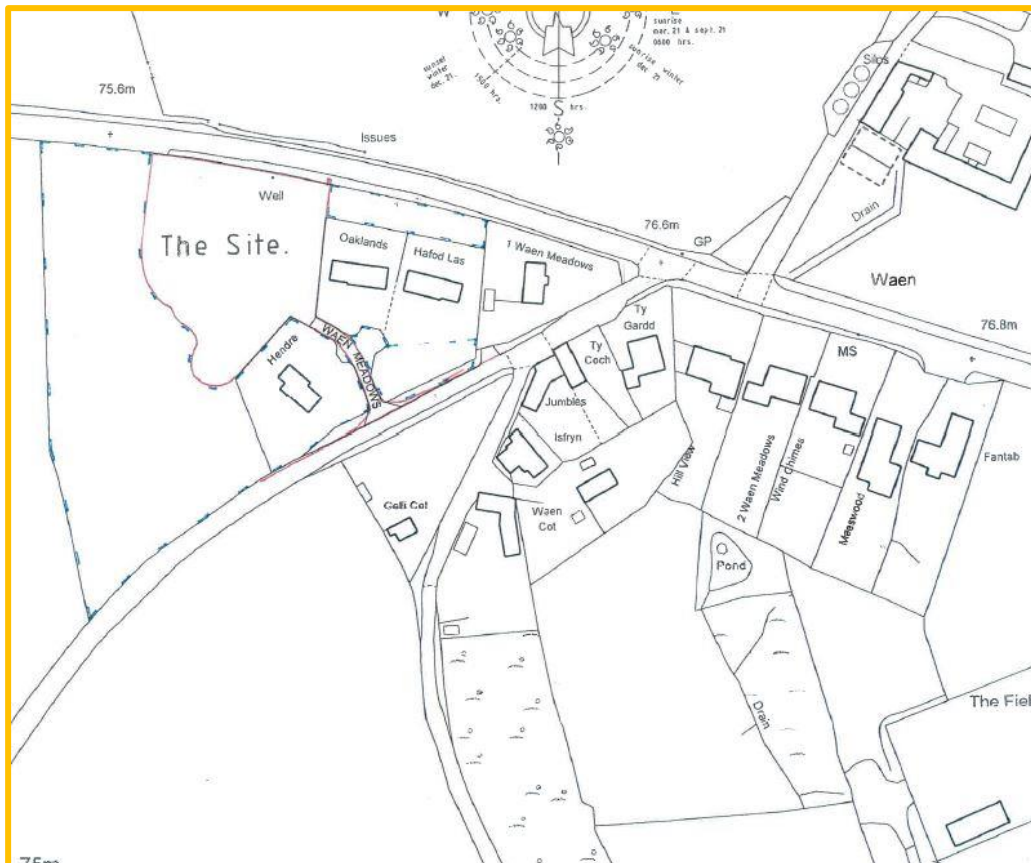 W
sunrise
mar. 21 & sept. 21
0600 hrs.
sunset
winter
dec. 21.
1500 hrs.
sunrise winter
dec. 21
1200
S
hrs.
Silos
75.6m
Issues
Well
The Site.
Oaklands
Hafod Las
1 Waen Meadows
76.6m
GP
Drain
Waen
76.8m
WAEN MEADOWS
Hendre
Ty
Gardd
Ty
Coch
MS
Jumbles
Isfryn
Hill View
2 Waen Meadows
Wind chimes
Maeswood
Fantab
Gelli Cot
Waen
Cot
Pond
Drain
The Fiel
75m